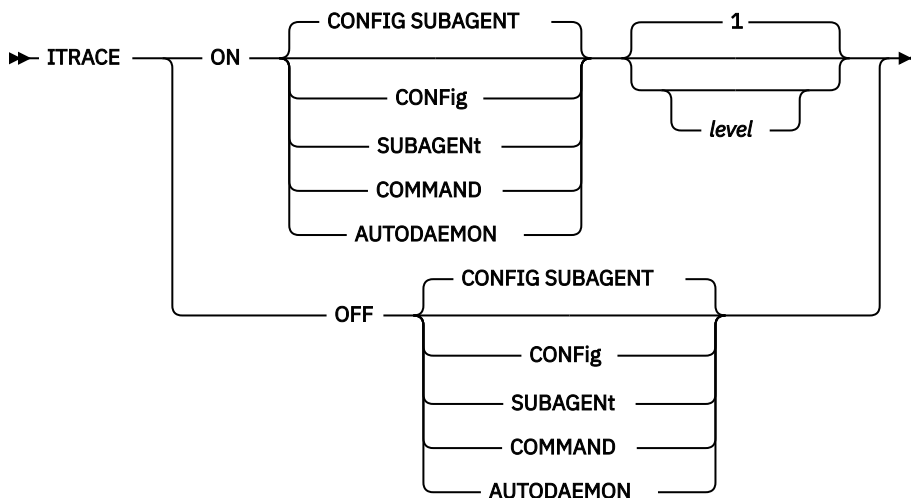 CONFIG SUBAGENT 1
ITRACE ON
CONFig
level
SUBAGENt
COMMAND
AUTODAEMON
CONFIG SUBAGENT
OFF
CONFig
SUBAGENt
COMMAND
AUTODAEMON